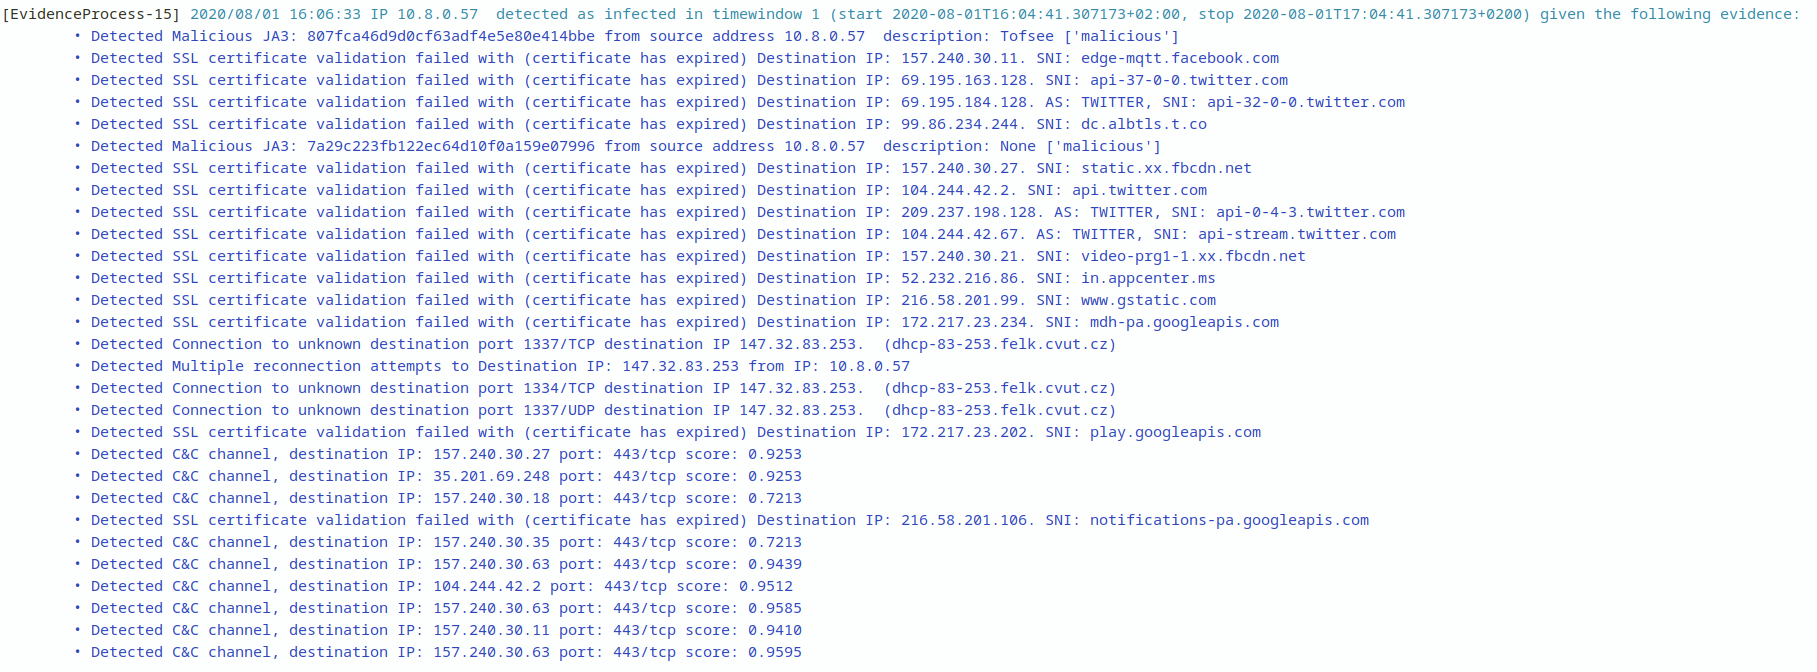 [EvidenceProcess-15] 2020/08/01 16:06:33 IP 10.8.0.57  detected as infected in timewindow 1 (start 2020-08-01T16:04:41.307173+02:00, stop 2020-08-01T17:04:41.307173+0200) given the following evidence:
• Detected Malicious JA3: 807fca46d9d0cf63adf4e5e80e414bbe from source address 10.8.0.57  description: Tofsee ['malicious']
• Detected SSL certificate validation failed with (certificate has expired) Destination IP: 157.240.30.11. SNI: edge-mqtt.facebook.com
• Detected SSL certificate validation failed with (certificate has expired) Destination IP: 69.195.163.128. SNI: api-37-0-0.twitter.com
• Detected SSL certificate validation failed with (certificate has expired) Destination IP: 69.195.184.128. AS: TWITTER, SNI: api-32-0-0.twitter.com
• Detected SSL certificate validation failed with (certificate has expired) Destination IP: 99.86.234.244. SNI: dc.albtls.t.co
• Detected Malicious JA3: 7a29c223fb122ec64d10f0a159e07996 from source address 10.8.0.57  description: None ['malicious']
• Detected SSL certificate validation failed with (certificate has expired) Destination IP: 157.240.30.27. SNI: static.xx.fbcdn.net
• Detected SSL certificate validation failed with (certificate has expired) Destination IP: 104.244.42.2. SNI: api.twitter.com
• Detected SSL certificate validation failed with (certificate has expired) Destination IP: 209.237.198.128. AS: TWITTER, SNI: api-0-4-3.twitter.com
• Detected SSL certificate validation failed with (certificate has expired) Destination IP: 104.244.42.67. AS: TWITTER, SNI: api-stream.twitter.com
• Detected SSL certificate validation failed with (certificate has expired) Destination IP: 157.240.30.21. SNI: video-prg1-1.xx.fbcdn.net
• Detected SSL certificate validation failed with (certificate has expired) Destination IP: 52.232.216.86. SNI: in.appcenter.ms
• Detected SSL certificate validation failed with (certificate has expired) Destination IP: 216.58.201.99. SNI: www.gstatic.com
• Detected SSL certificate validation failed with (certificate has expired) Destination IP: 172.217.23.234. SNI: mdh-pa.googleapis.com
• Detected Connection to unknown destination port 1337/TCP destination IP 147.32.83.253.  (dhcp-83-253.felk.cvut.cz)
• Detected Multiple reconnection attempts to Destination IP: 147.32.83.253 from IP: 10.8.0.57
• Detected Connection to unknown destination port 1334/TCP destination IP 147.32.83.253.  (dhcp-83-253.felk.cvut.cz)
• Detected Connection to unknown destination port 1337/UDP destination IP 147.32.83.253.  (dhcp-83-253.felk.cvut.cz)
• Detected SSL certificate validation failed with (certificate has expired) Destination IP: 172.217.23.202. SNI: play.googleapis.com
• Detected C&C channel, destination IP: 157.240.30.27 port: 443/tcp score: 0.9253
• Detected C&C channel, destination IP: 35.201.69.248 port: 443/tcp score: 0.9253
• Detected C&C channel, destination IP: 157.240.30.18 port: 443/tcp score: 0.7213
• Detected SSL certificate validation failed with (certificate has expired) Destination IP: 216.58.201.106. SNI: notifications-pa.googleapis.com
• Detected C&C channel, destination IP: 157.240.30.35 port: 443/tcp score: 0.7213
• Detected C&C channel, destination IP: 157.240.30.63 port: 443/tcp score: 0.9439
• Detected C&C channel, destination IP: 104.244.42.2 port: 443/tcp score: 0.9512
• Detected C&C channel, destination IP: 157.240.30.63 port: 443/tcp score: 0.9585
• Detected C&C channel, destination IP: 157.240.30.11 port: 443/tcp score: 0.9410
• Detected C&C channel, destination IP: 157.240.30.63 port: 443/tcp score: 0.9595